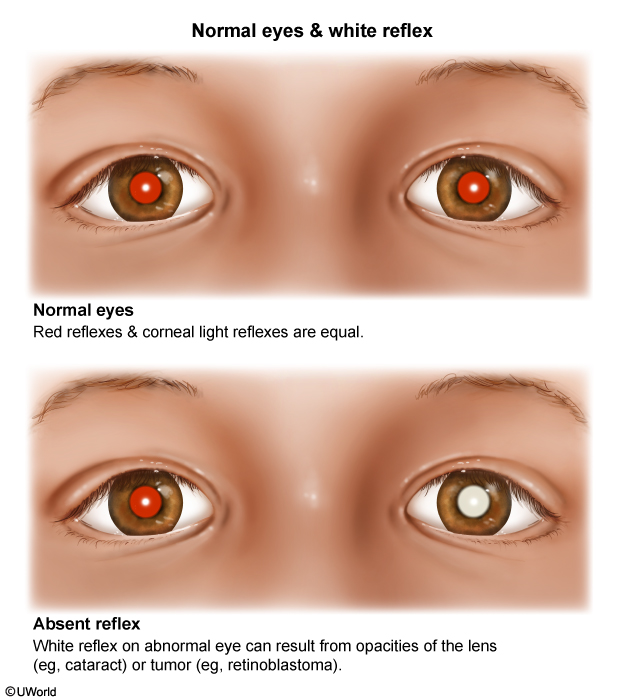 Normal eyes & white reflex
Normal eyes
Red reflexes & corneal light reflexes are equal.
Absent reflex
White reflex on abnormal eye can result from opacities of the lens
(eg, cataract) or tumor (eg, retinoblastoma).
©UWorld